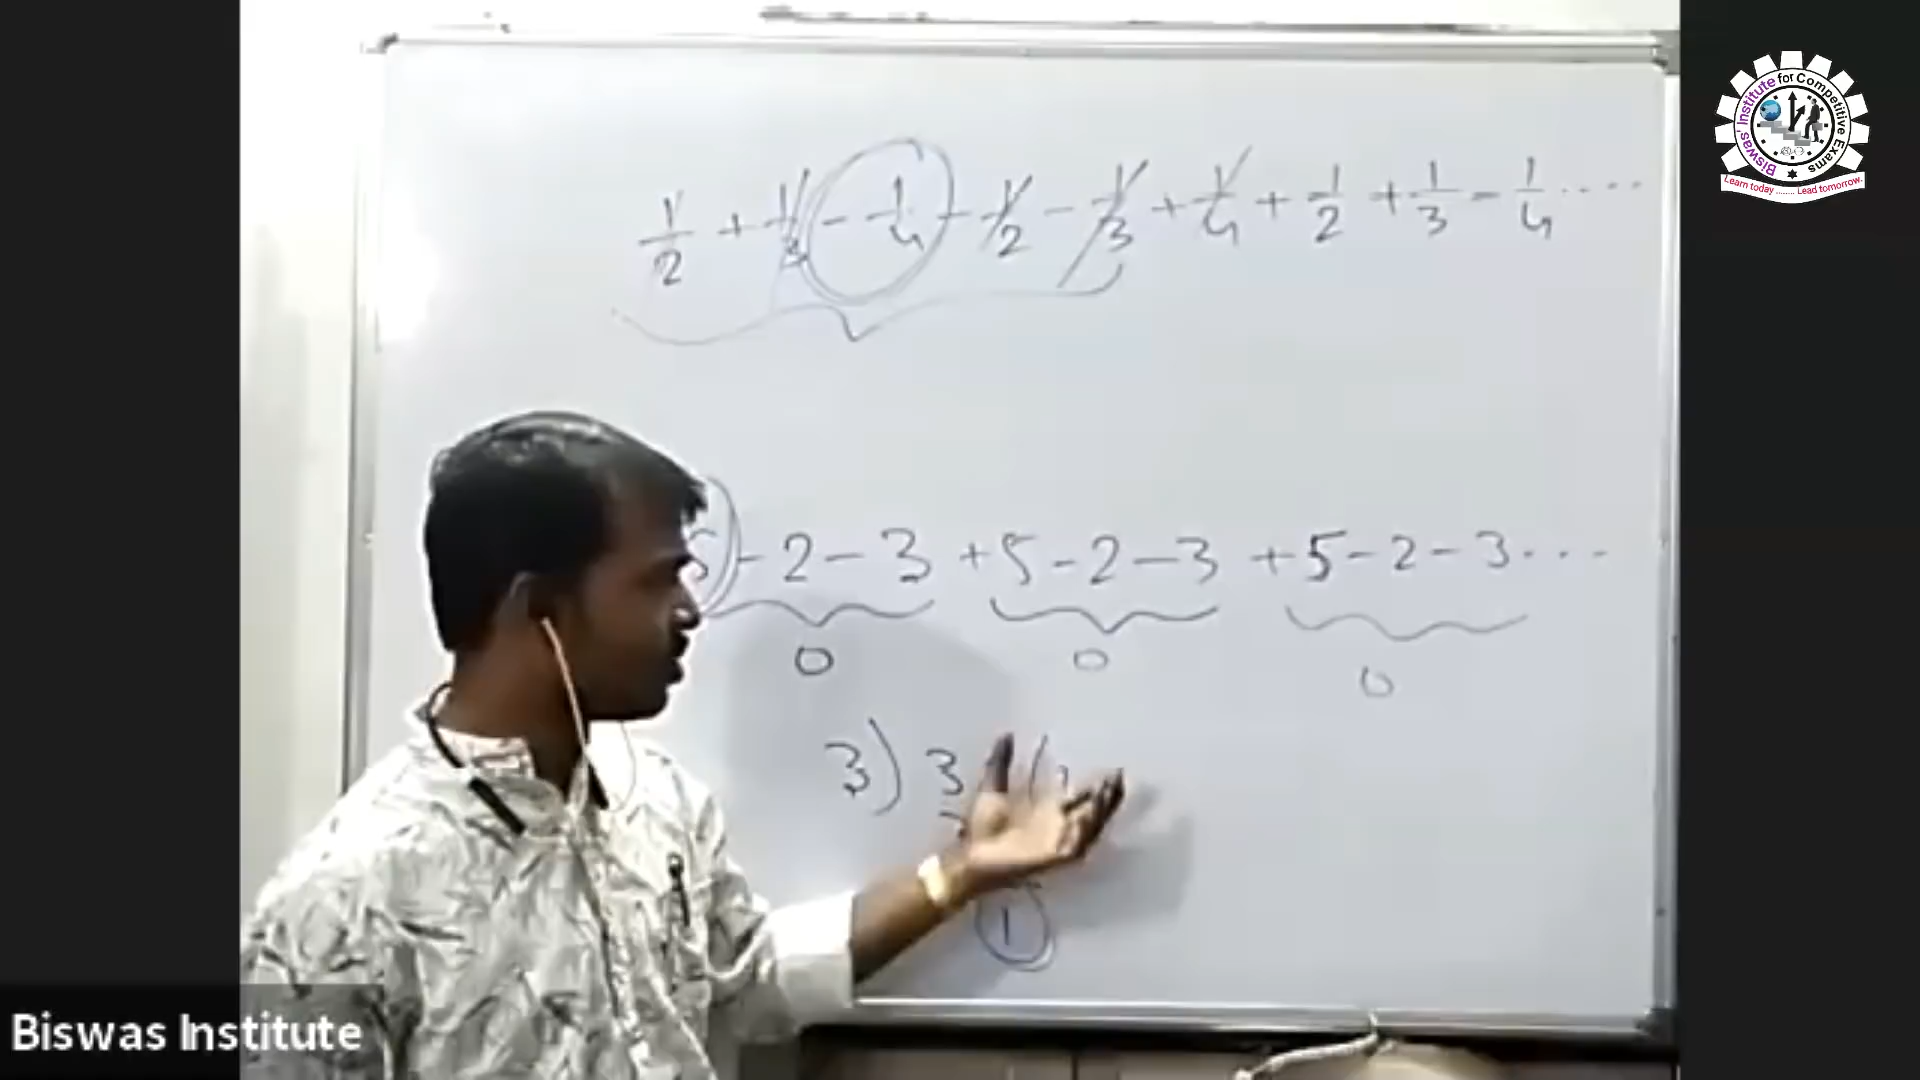 Biswas' Institute for Competitive Exams
Learn today ........ Lead tomorrow.
1/2 + 1/3 - 1/4 - 1/2 - 1/3 + 1/4 + 1/2 + 1/3 - 1/4 ....
5 - 2 - 3 + 5 - 2 - 3 + 5 - 2 - 3 ...
0 0 0
3) 3 (
1
Biswas Institute